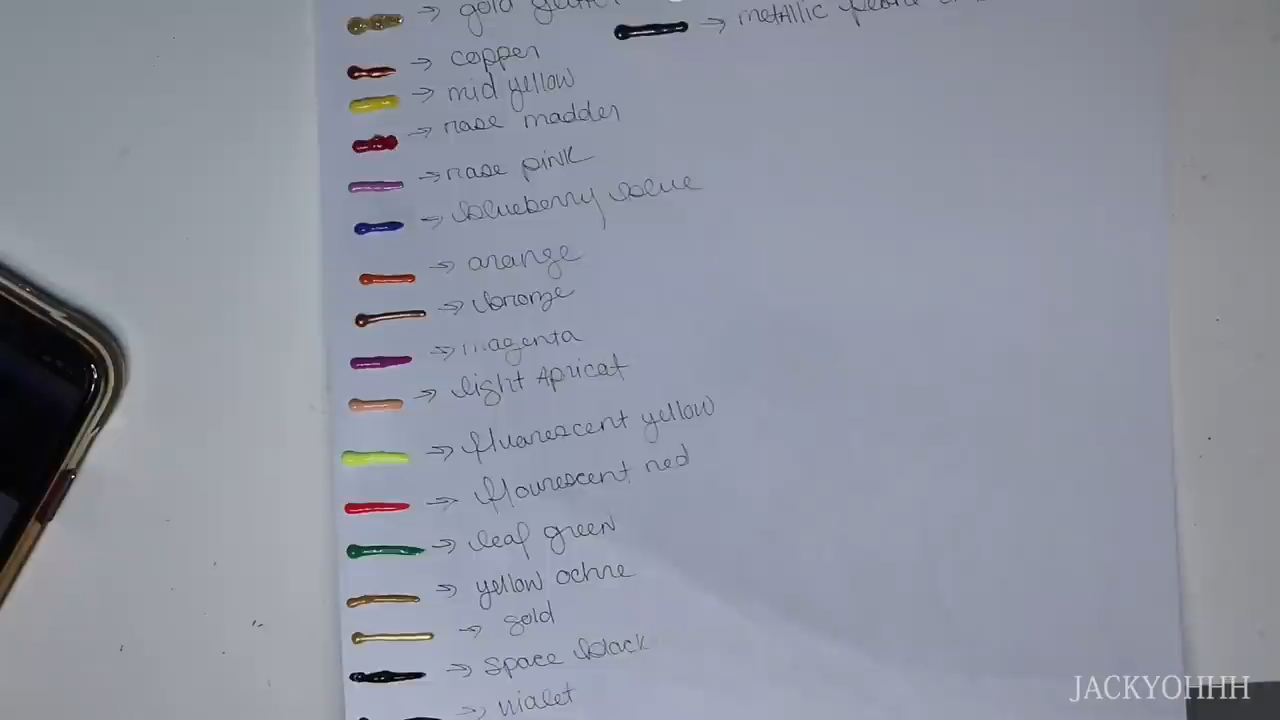 → gold
→ metallic
→ copper
→ mid yellow
→ rose madder
→ rose pink
→ blueberry blue
→ orange
→ bronze
→ magenta
→ light Apricot
→ fluorescent yellow
→ flourescent red
→ leaf green
→ yellow ochre
→ gold
→ space black
→ violet
JACKYOHHH